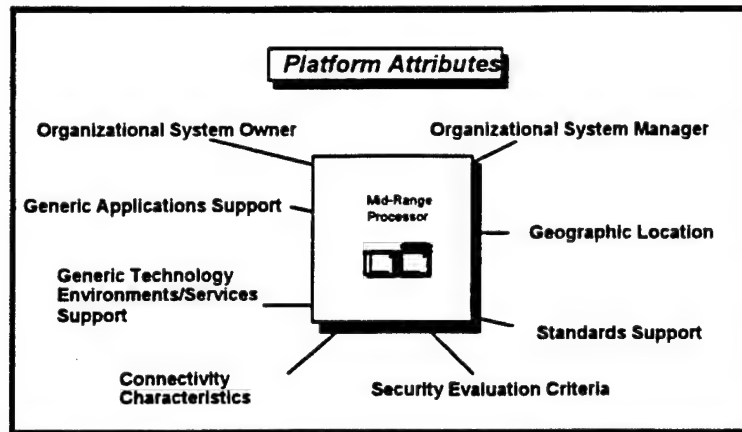 Platform Attributes
Organizational System Owner
Organizational System Manager
Mid-Range
Processor
Generic Applications Support
Geographic Location
Generic Technology
Environments/Services
Support
Standards Support
Connectivity
Characteristics
Security Evaluation Criteria